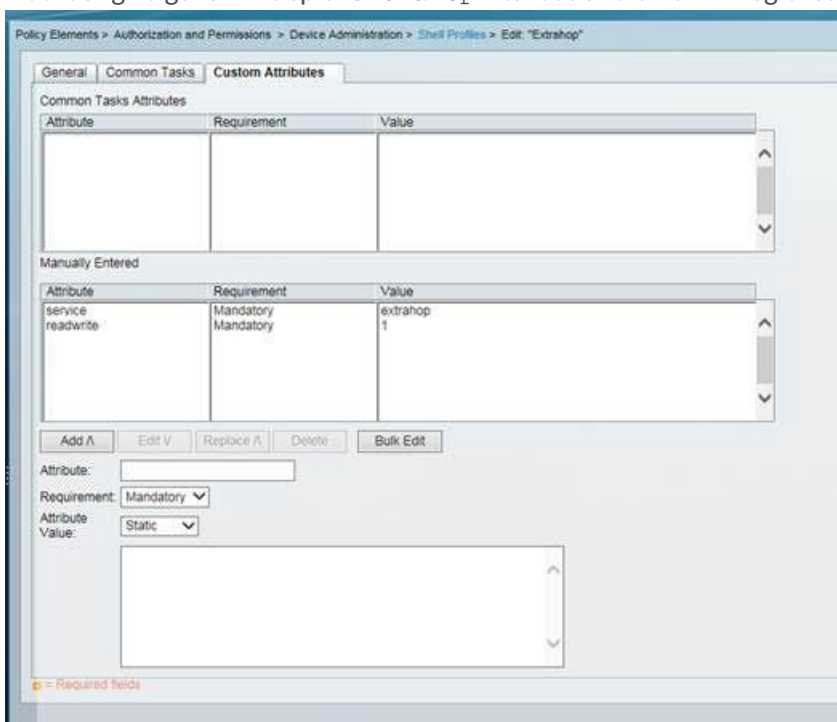 Policy Elements > Authorization and Permissions > Device Administration > Shell Profiles > Edit: "Extrahop"
General Common Tasks Custom Attributes
Common Tasks Attributes
Attribute Requirement Value
Manually Entered
Attribute Requirement Value
service Mandatory extrahop
readwrite Mandatory 1
Add Λ Edit V Replace Λ Delete Bulk Edit
Attribute:
Requirement: Mandatory
Attribute Value: Static
= Required fields